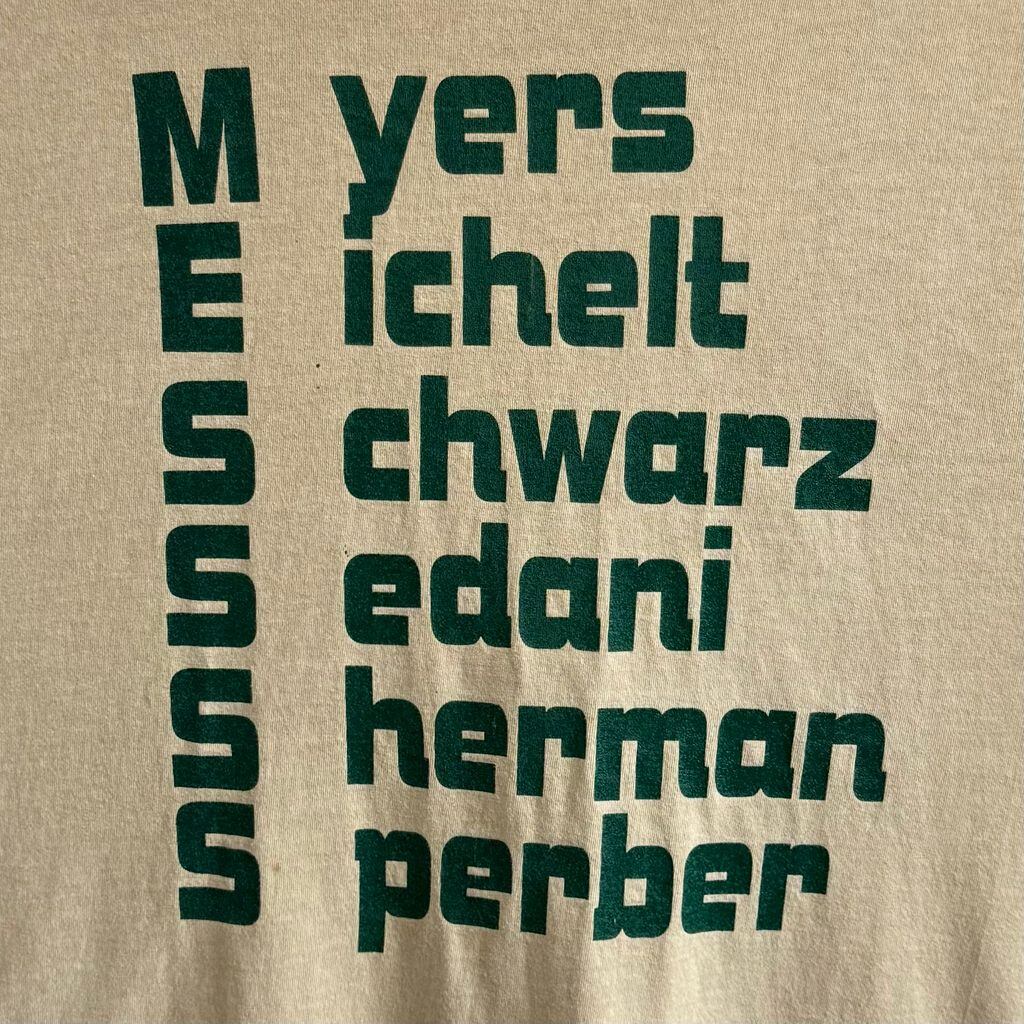 M yers
E ichelt
S chwarz
S edani
S herman
S perber